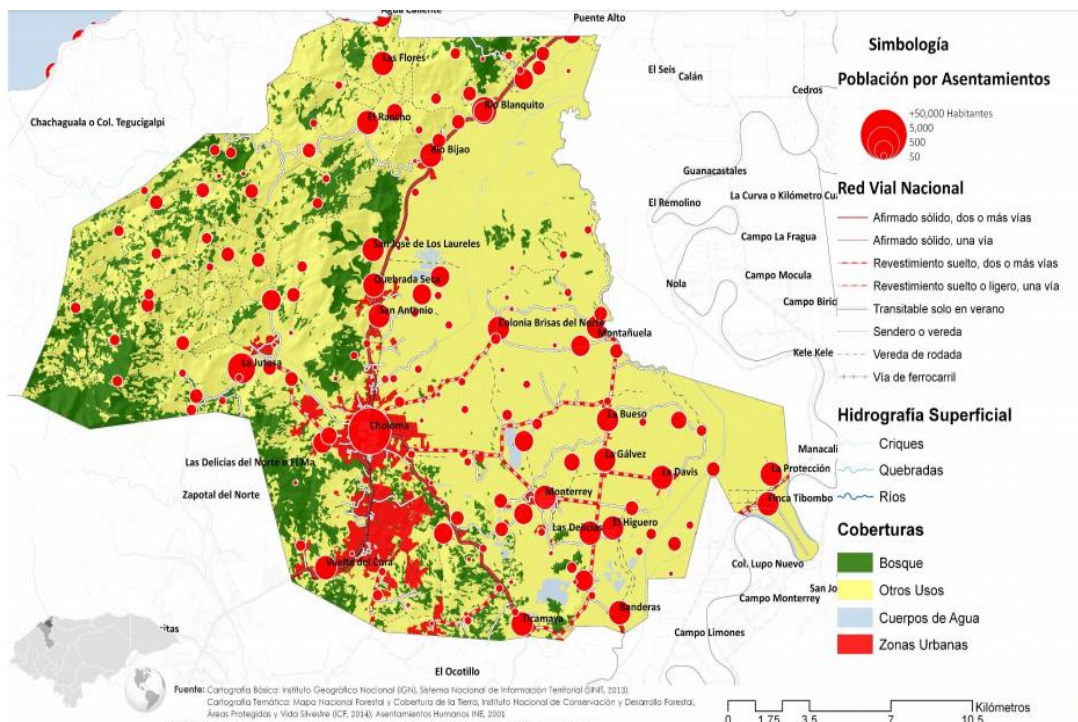 Agua Caliente
Puente Alto
Las Flores
El Seis
Calán
Cedros
Chachaguala o Col. Tegucigalpi
El Rancho
Río Blanquito
Río Bijao
Guanacastales
La Curva o Kilómetro Cu
El Remolino
Campo La Fragua
San José de Los Laureles
Quebrada Seca
Nola
Campo Mocula
Campo Biric
San Antonio
Colonia Brisas del Norte
Montañuela
Kele Kele
La Jutosa
Choloma
La Bueso
Las Delicias del Norte o FEMa
Manacali
La Gálvez
La Davis
La Protección
Zapotal del Norte
Monterrey
Finca Tibombo
Las Delicias
El Higuero
Vuelta del Cora
Col. Lupo Nuevo
San Jo
Campo Monterrey
Banderas
Ticamaya
Campo Limones
El Ocotillo
ritas
Simbología
Población por Asentamientos
+50,000 Habitantes
5,000
500
50
Red Vial Nacional
Afirmado sólido, dos o más vías
Afirmado sólido, una vía
Revestimiento suelto, dos o más vías
Revestimiento suelto o ligero, una vía
Transitable solo en verano
Sendero o vereda
Vereda de rodada
Vía de ferrocarril
Hidrografía Superficial
Criques
Quebradas
Ríos
Coberturas
Bosque
Otros Usos
Cuerpos de Agua
Zonas Urbanas
Fuente: Cartografía Básica: Instituto Geográfico Nacional (IGN), Sistema Nacional de Información Territorial (SINIT, 2013).
Cartografía Temática: Mapa Nacional Forestal y Cobertura de la Tierra, Instituto Nacional de Conservación y Desarrollo Forestal,
Áreas Protegidas y Vida Silvestre (ICF, 2014); Asentamientos Humanos INE, 2001
Kilómetros
0 1.75 3.5 7 10.5